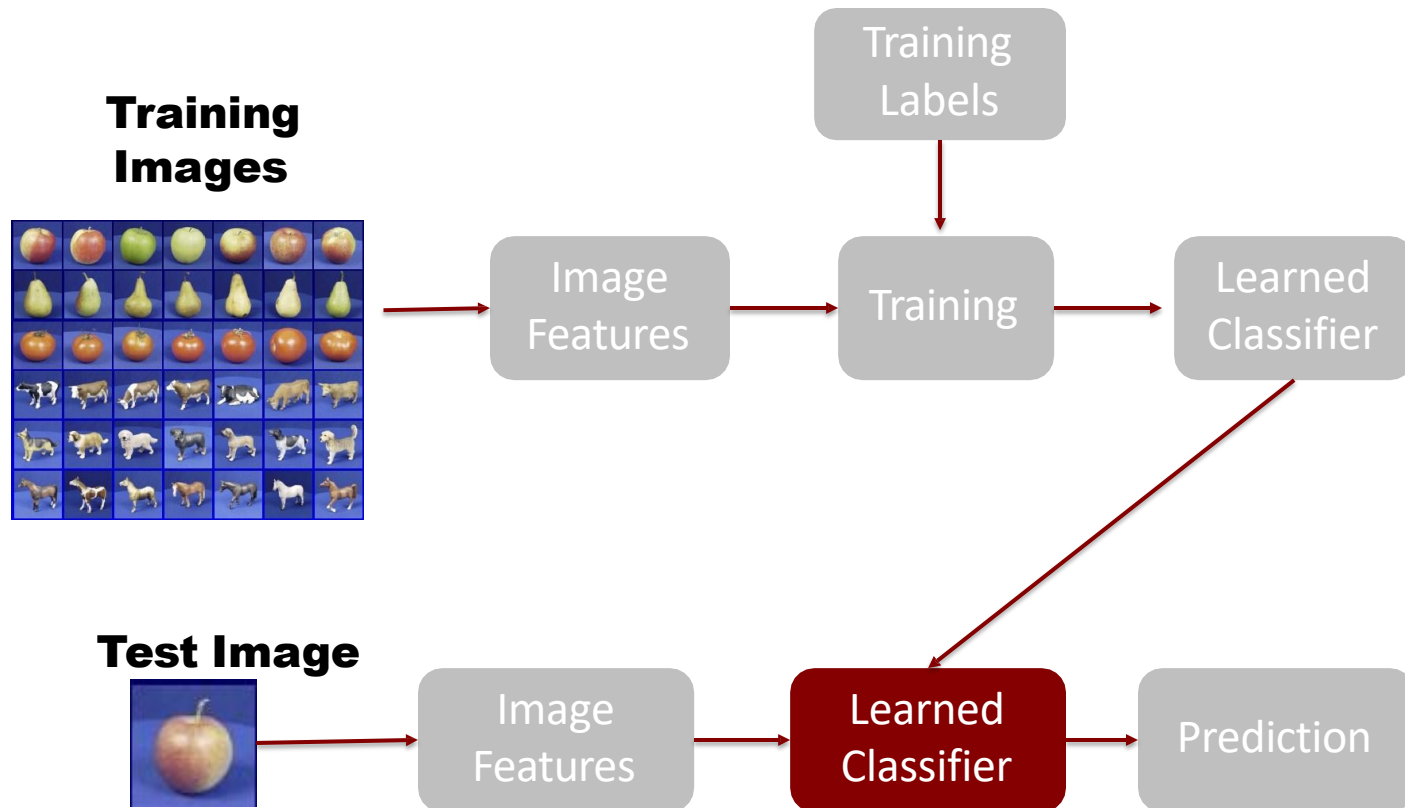 Training
Labels
Training
Images
Image
Features
Training
Learned
Classifier
Test Image
Image
Features
Learned
Classifier
Prediction